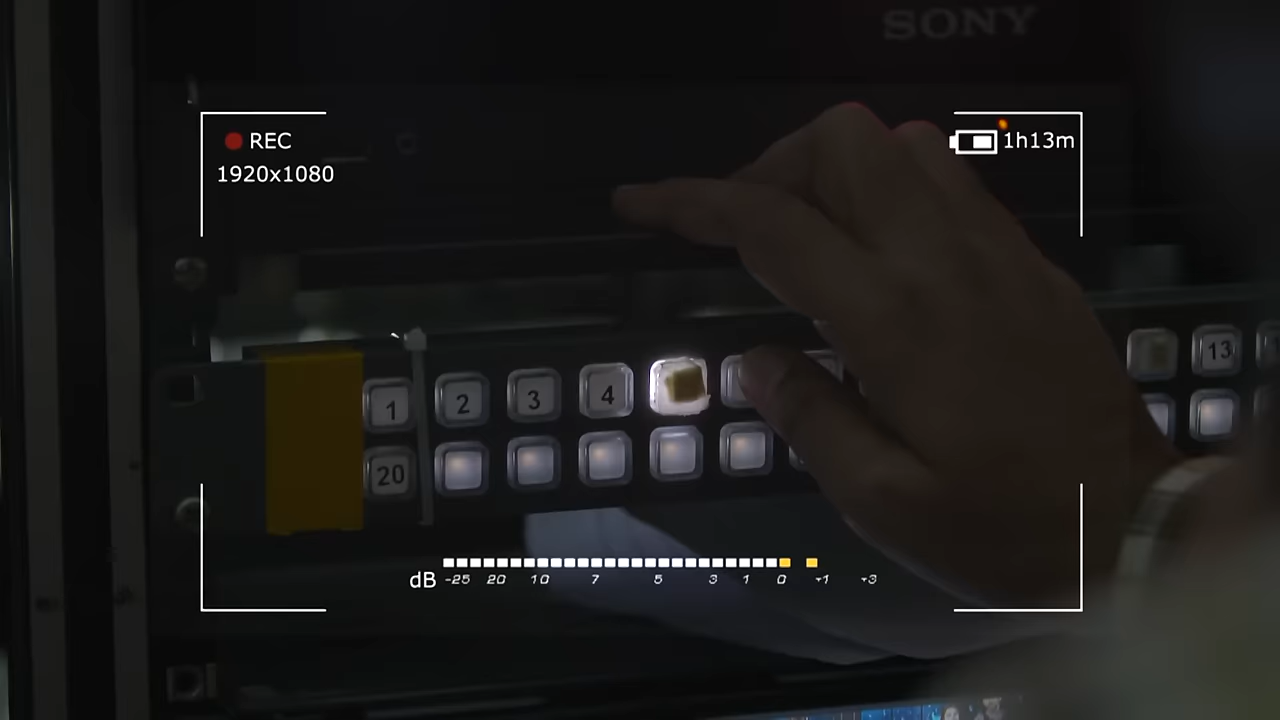 SONY
REC
1h13m
1920x1080
13
1 2 3 4
20
dB -25 20 10 7 5 3 1 0 +1 +3